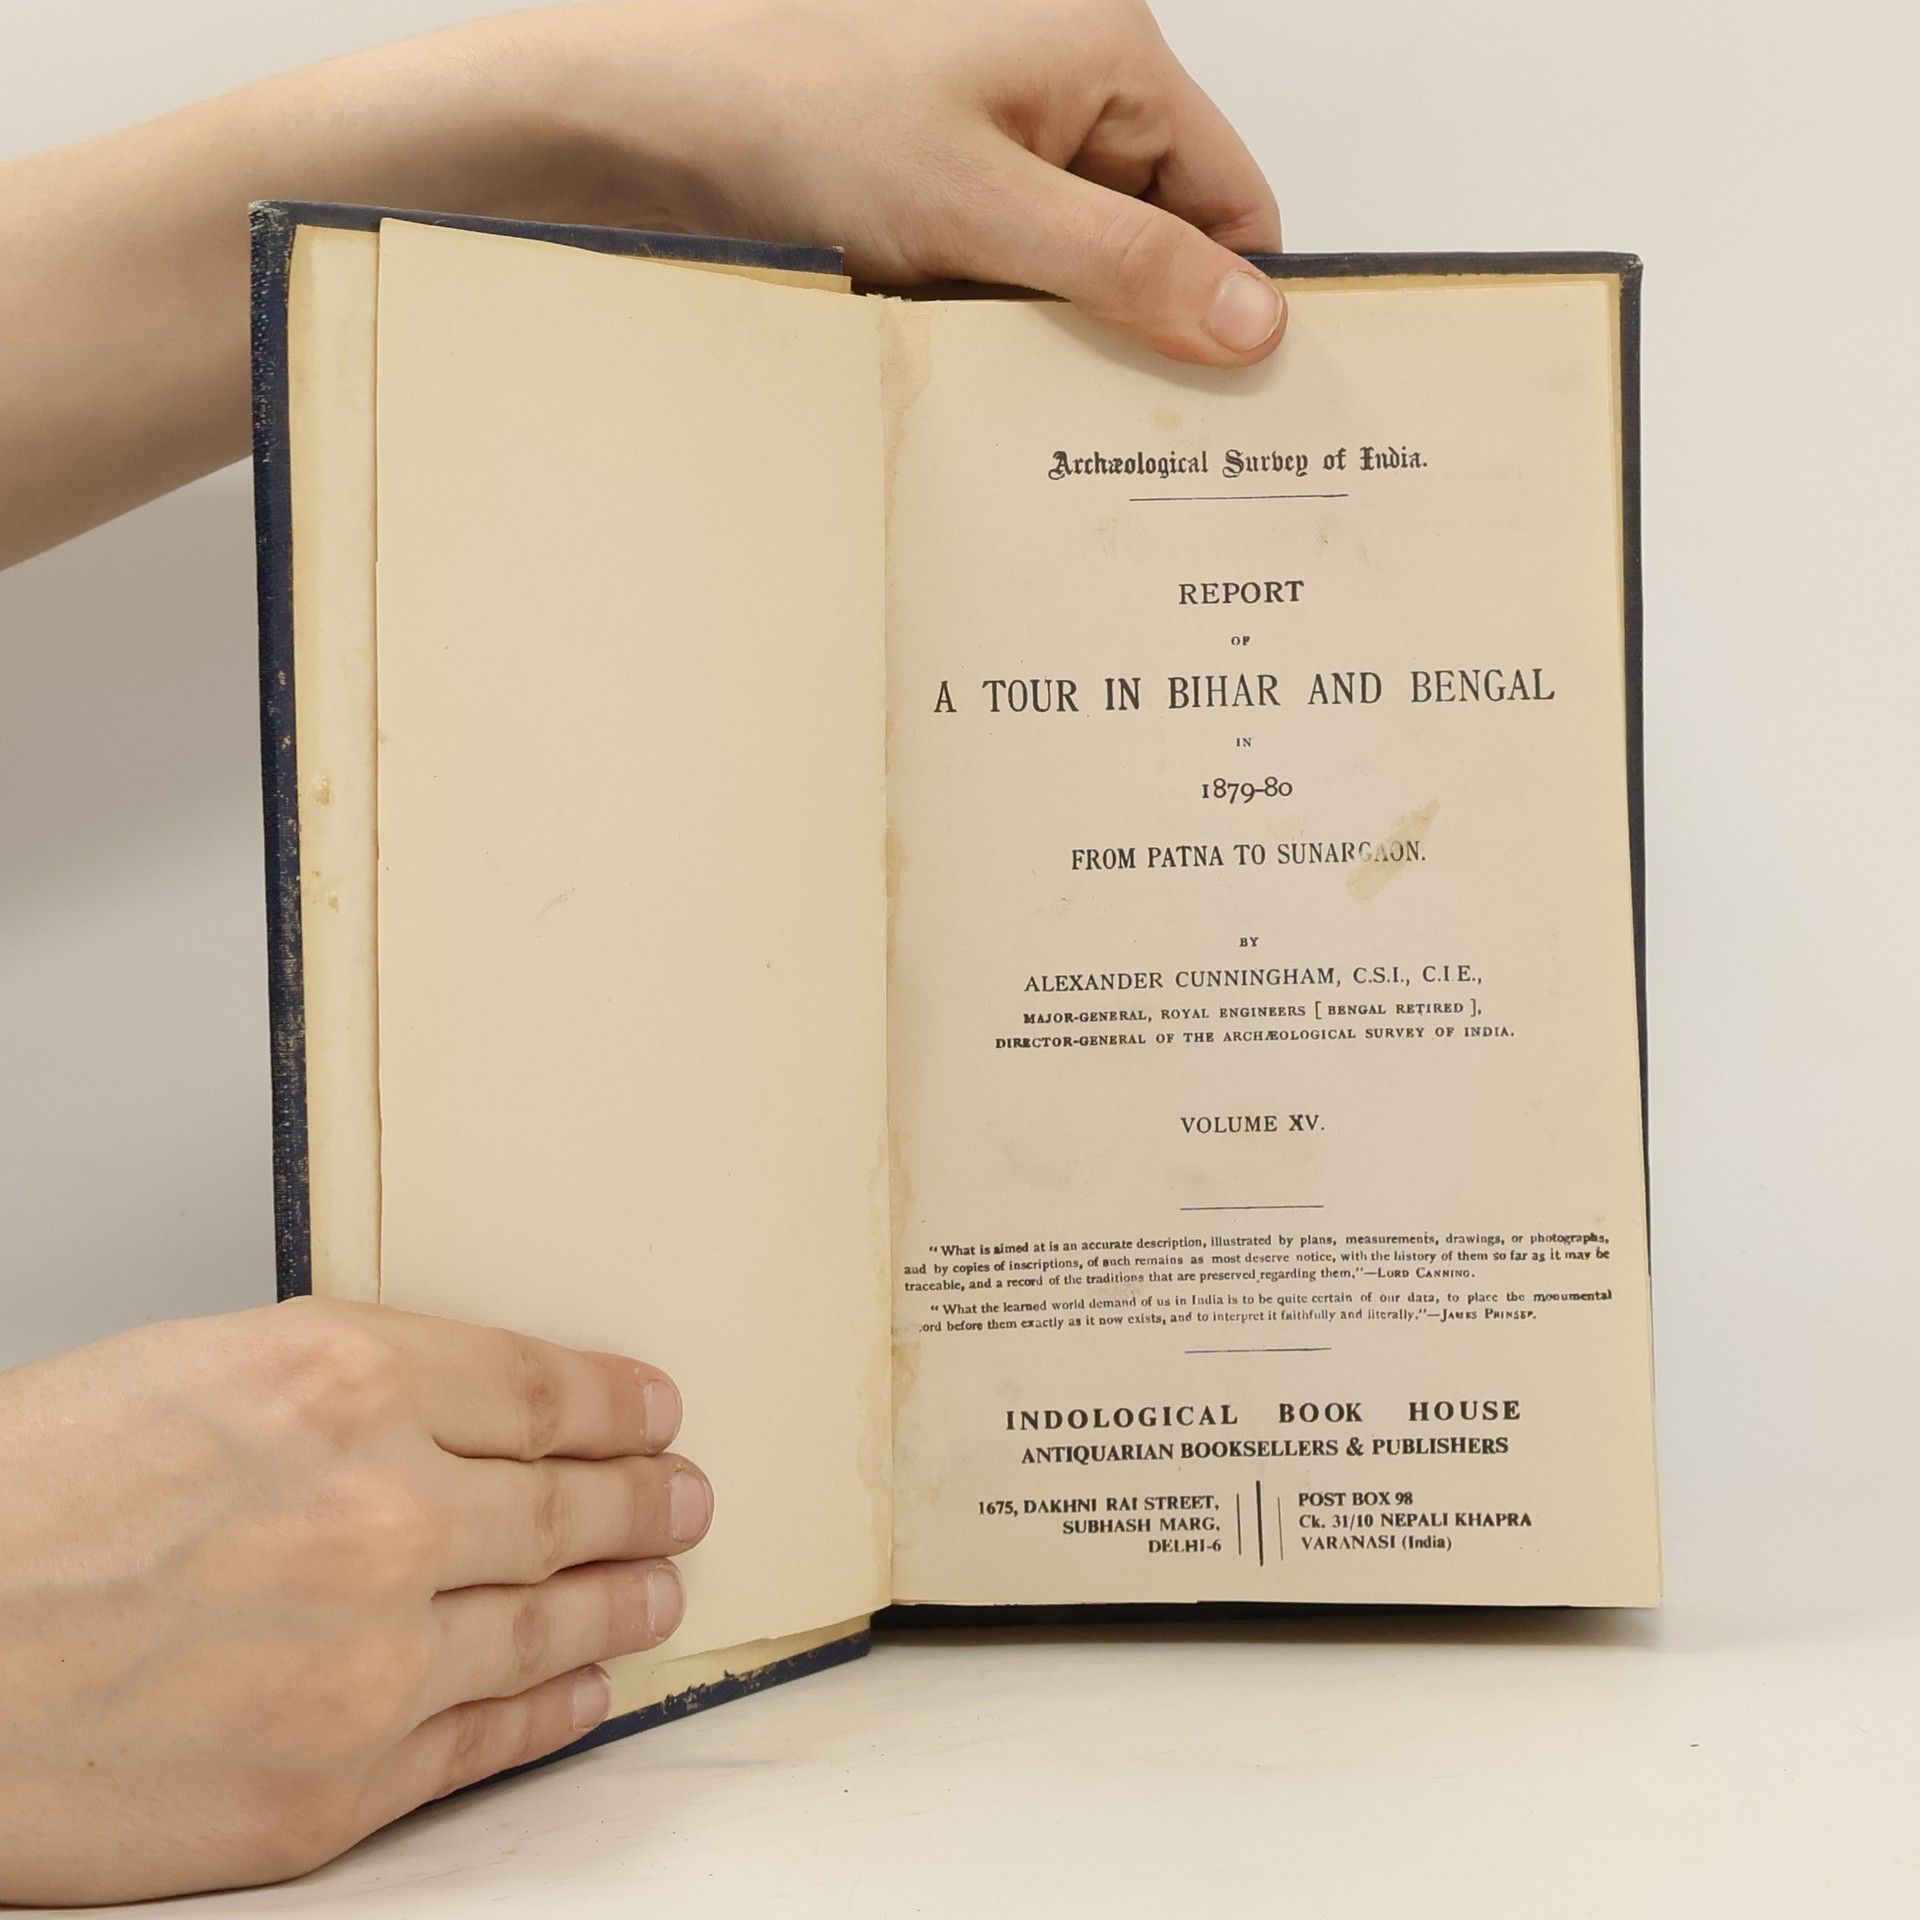 Archæological Survey of India.
REPORT
OF
A TOUR IN BIHAR AND BENGAL
IN
1879-80
FROM PATNA TO SUNARGAON.
BY
ALEXANDER CUNNINGHAM, C.S.I., C.I.E.,
MAJOR-GENERAL, ROYAL ENGINEERS [ BENGAL RETIRED ],
DIRECTOR-GENERAL OF THE ARCHÆOLOGICAL SURVEY OF INDIA.
VOLUME XV.
“ What is aimed at is an accurate description, illustrated by plans, measurements, drawings, or photographs,
and by copies of inscriptions, of such remains as most deserve notice, with the history of them so far as it may be
traceable, and a record of the traditions that are preserved regarding them,”—LORD CANNING.
“ What the learned world demand of us in India is to be quite certain of our data, to place the monumental
ord before them exactly as it now exists, and to interpret it faithfully and literally.”—JAMES PRINSEP.
INDOLOGICAL BOOK HOUSE
ANTIQUARIAN BOOKSELLERS & PUBLISHERS
1675, DAKHNI RAI STREET,
SUBHASH MARG,
DELHI-6
POST BOX 98
Ck. 31/10 NEPALI KHAPRA
VARANASI (India)